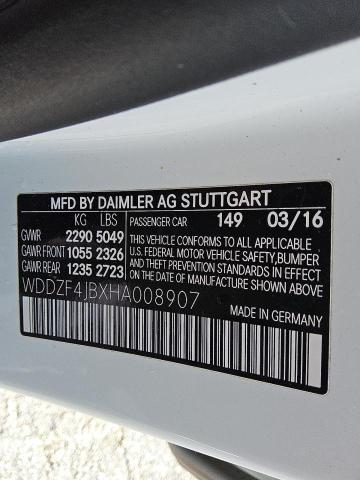 MFD BY DAIMLER AG STUTTGART
KG LBS PASSENGER CAR 149 03/16
GVWR 2290 5049 THIS VEHICLE CONFORMS TO ALL APPLICABLE
GAWR FRONT 1055 2326 U.S. FEDERAL MOTOR VEHICLE SAFETY, BUMPER
GAWR REAR 1235 2723 AND THEFT PREVENTION STANDARDS IN EFFECT
ON THE DATE OF MANUFACTURE SHOWN ABOVE.
WDDZF4JBXHA008907
MADE IN GERMANY